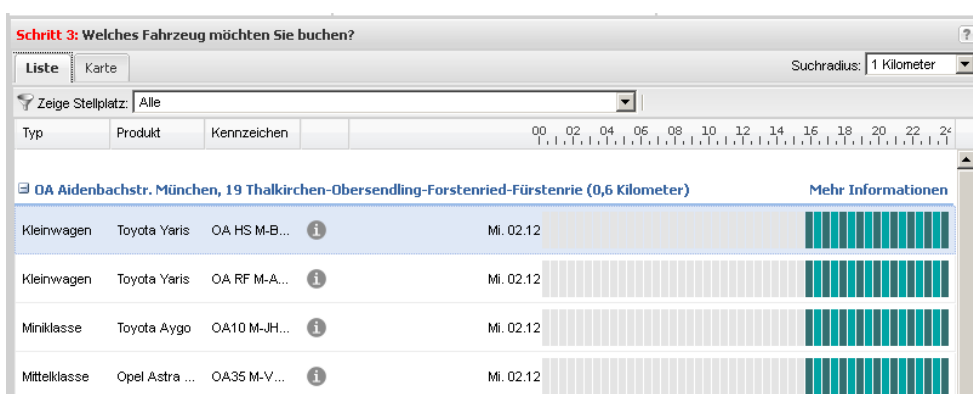 Schritt 3: Welches Fahrzeug möchten Sie buchen? ?
Liste Karte Suchradius: 1 Kilometer
Zeige Stellplatz: Alle
Typ Produkt Kennzeichen 00 02 04 06 08 10 12 14 16 18 20 22 24
OA Aidenbachstr. München, 19 Thalkirchen-Obersendling-Forstenried-Fürstenrie (0,6 Kilometer) Mehr Informationen
Kleinwagen Toyota Yaris OA HS M-B... i Mi. 02.12
Kleinwagen Toyota Yaris OA RF M-A... i Mi. 02.12
Miniklasse Toyota Aygo OA10 M-JH... i Mi. 02.12
Mittelklasse Opel Astra ... OA35 M-V... i Mi. 02.12